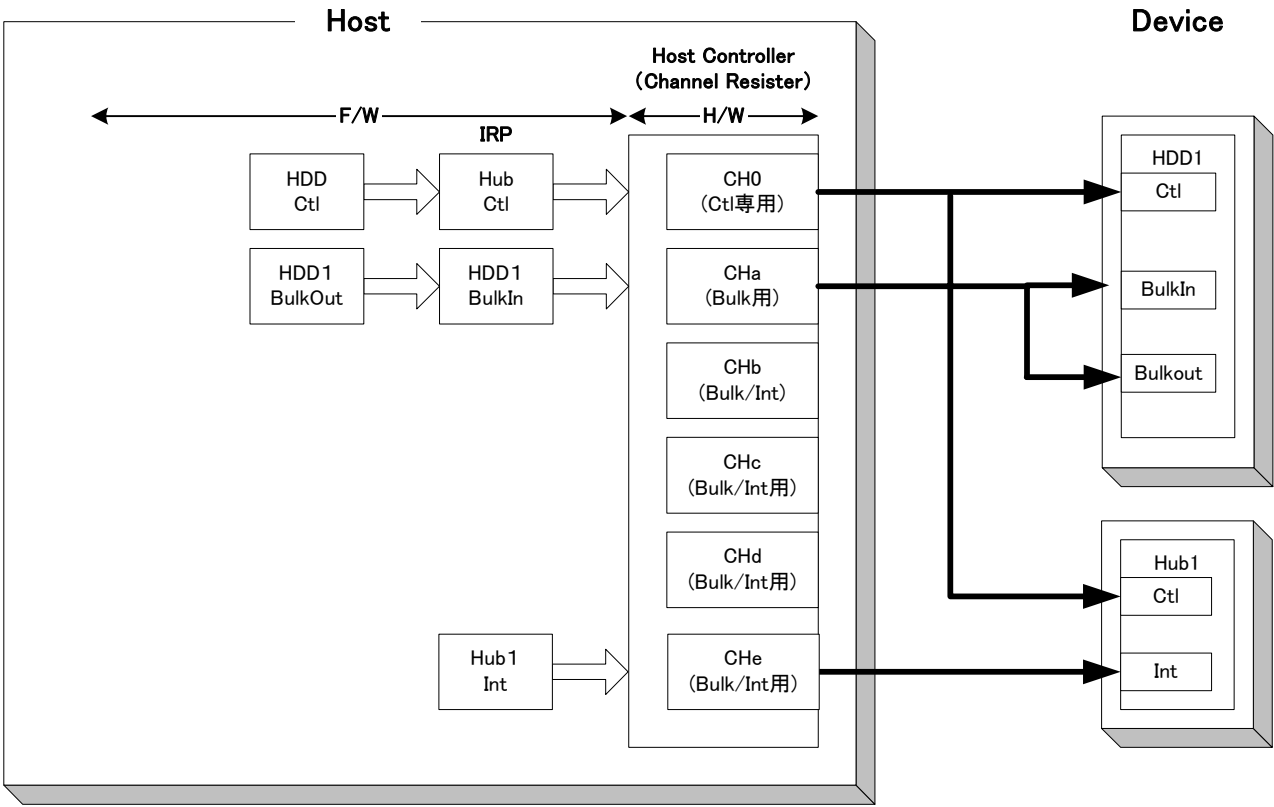 Host
Device
Host Controller
(Channel Resister)
F/W
H/W
IRP
HDD
Ctl
Hub
Ctl
CH0
(Ctl専用)
HDD1
BulkOut
HDD1
BulkIn
CHa
(Bulk用)
CHb
(Bulk/Int)
CHc
(Bulk/Int用)
CHd
(Bulk/Int用)
Hub1
Int
CHe
(Bulk/Int用)
HDD1
Ctl
BulkIn
Bulkout
Hub1
Ctl
Int